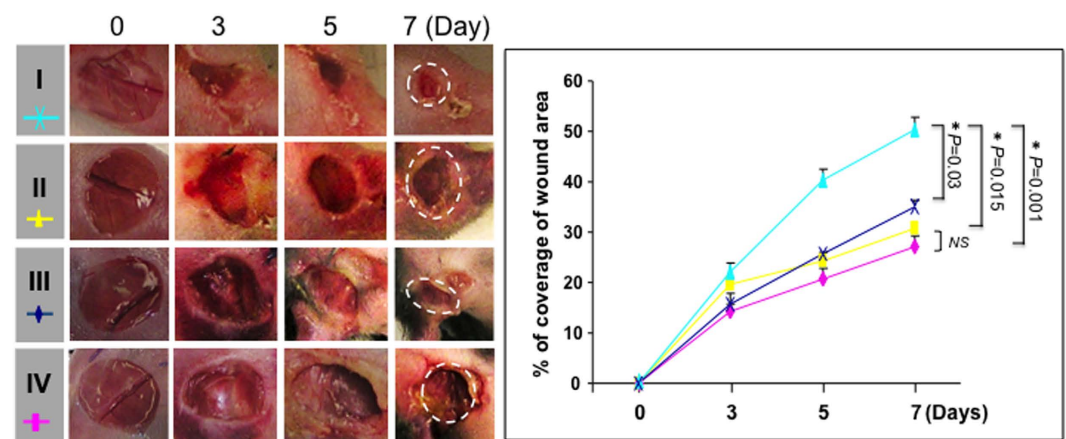 0 3 5 7 (Day)
I
II
III
IV
% of coverage of wound area
60
50
40
30
20
10
0
0 3 5 7 (Days)
* P=0.03
* P=0.015
* P=0.001
NS